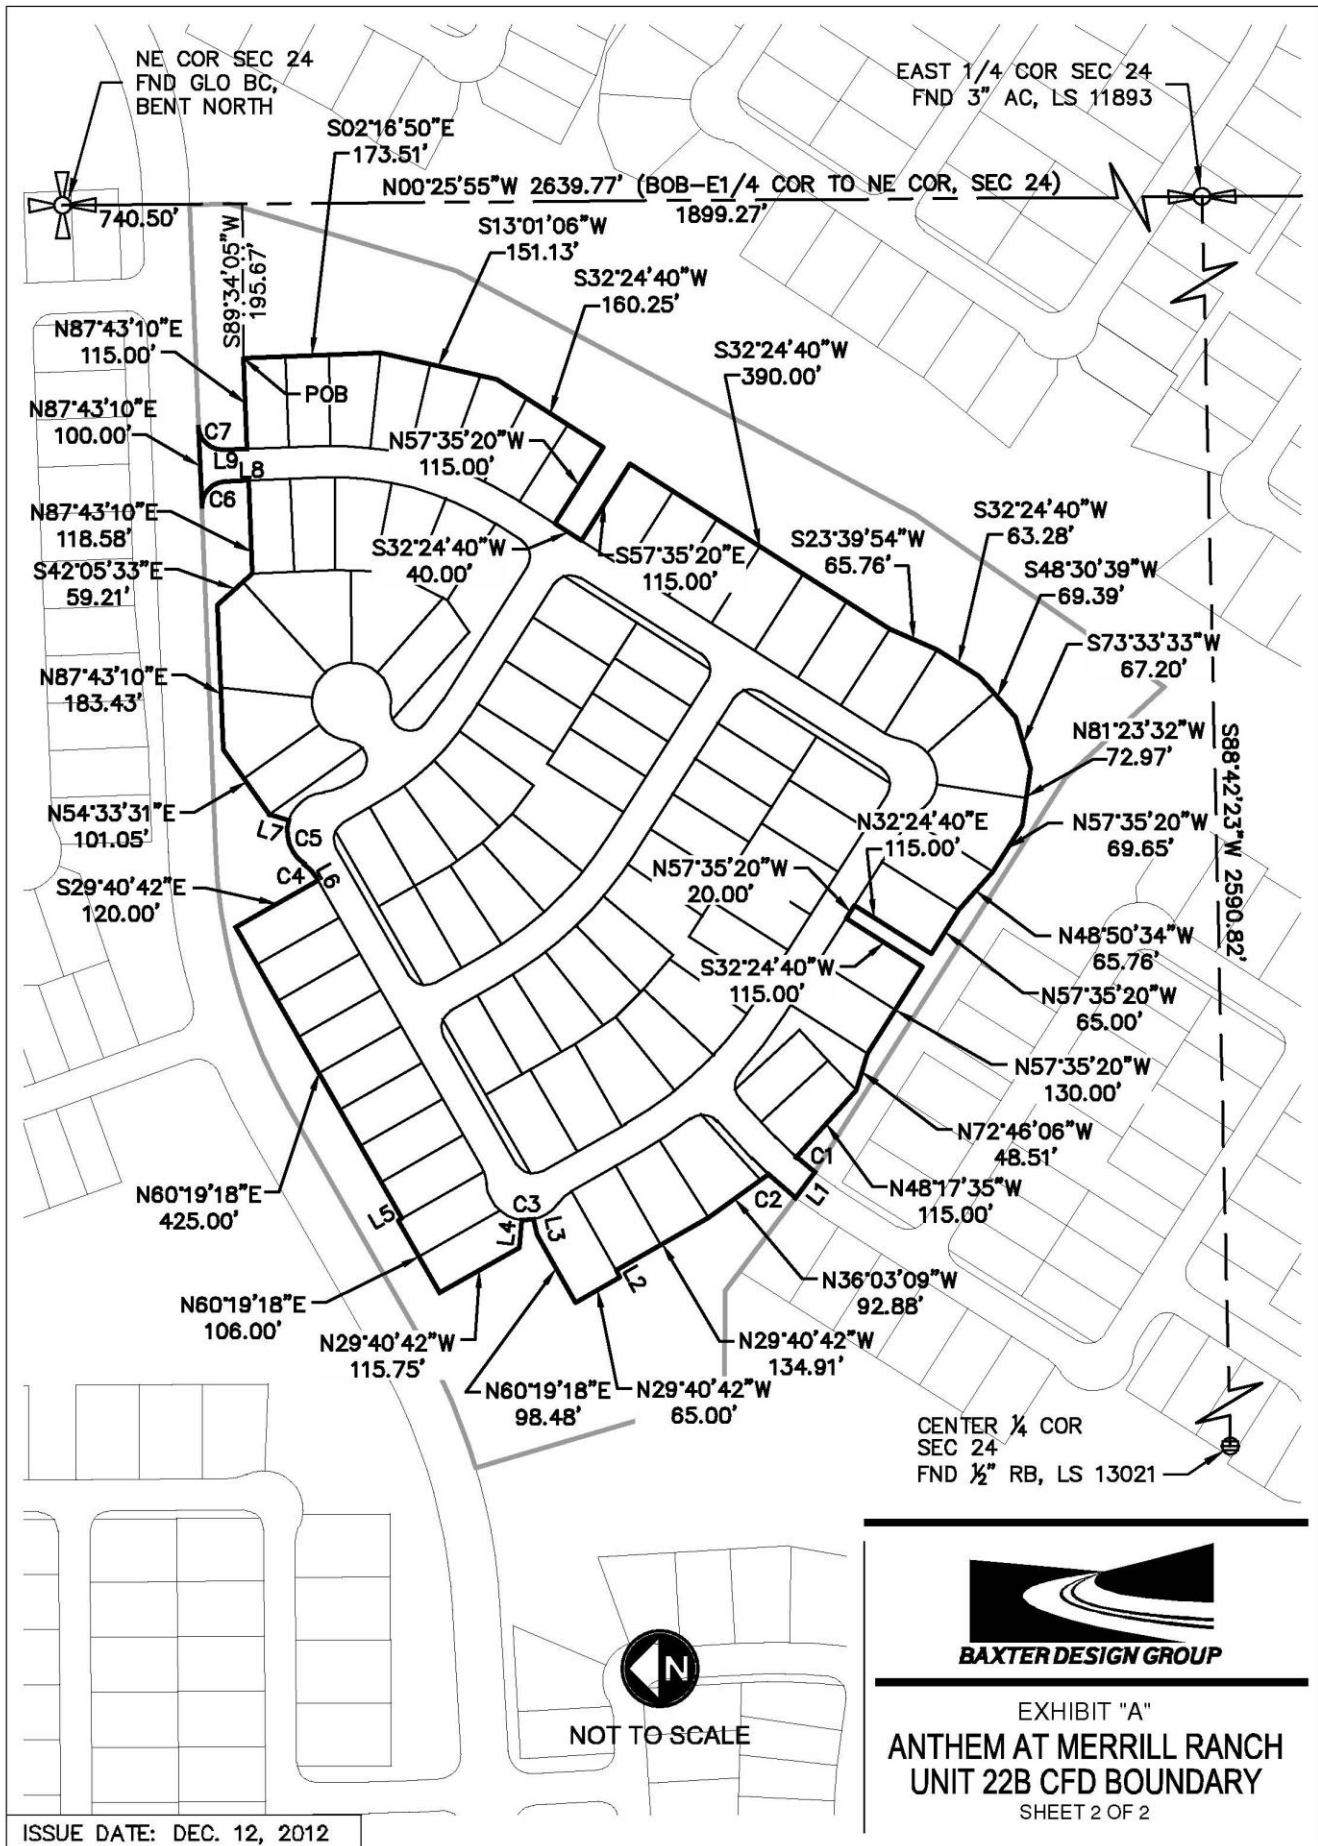 NE COR SEC 24
FND GLO BC,
BENT NORTH
EAST 1/4 COR SEC 24
FND 3" AC, LS 11893
S02°16'50"E
173.51'
N00°25'55"W 2639.77' (BOB-E1/4 COR TO NE COR, SEC 24)
740.50'
1899.27'
S89°34'05"W
195.67'
S13°01'06"W
151.13'
S32°24'40"W
160.25'
N87°43'10"E
115.00'
S32°24'40"W
390.00'
POB
N87°43'10"E
100.00'
C7
L9
L8
C6
N57°35'20"W
115.00'
N87°43'10"E
118.58'
S32°24'40"W
40.00'
S57°35'20"E
115.00'
S23°39'54"W
65.76'
S32°24'40"W
63.28'
S42°05'33"E
59.21'
S48°30'39"W
69.39'
S73°33'33"W
67.20'
N87°43'10"E
183.43'
N81°23'32"W
72.97'
S88°42'23"W 2590.82'
N54°33'31"E
101.05'
L7
C5
C4
L6
N32°24'40"E
115.00'
N57°35'20"W
69.65'
N57°35'20"W
20.00'
S29°40'42"E
120.00'
N48°50'34"W
65.76'
S32°24'40"W
115.00'
N57°35'20"W
65.00'
N57°35'20"W
130.00'
N72°46'06"W
48.51'
C1
N48°17'35"W
115.00'
C2
L1
N60°19'18"E
425.00'
L5
C3
L4
L3
L2
N36°03'09"W
92.88'
N60°19'18"E
106.00'
N29°40'42"W
115.75'
N29°40'42"W
134.91'
N60°19'18"E
98.48'
N29°40'42"W
65.00'
CENTER ¼ COR
SEC 24
FND ½" RB, LS 13021
N
NOT TO SCALE
BAXTER DESIGN GROUP
EXHIBIT "A"
ANTHEM AT MERRILL RANCH
UNIT 22B CFD BOUNDARY
SHEET 2 OF 2
ISSUE DATE: DEC. 12, 2012